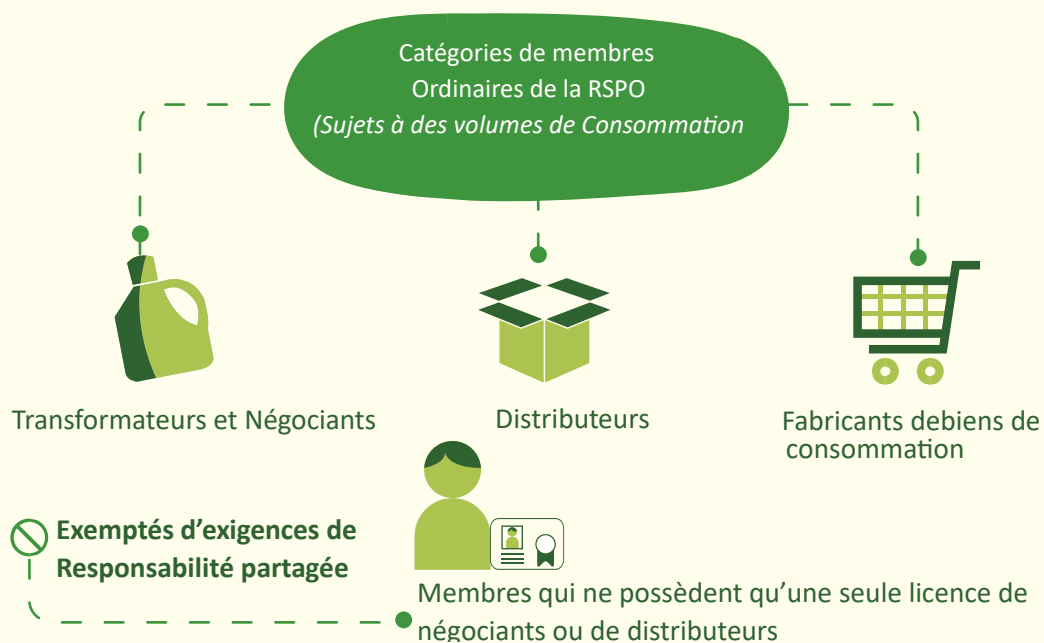 Catégories de membres
Ordinaires de la RSPO
(Sujets à des volumes de Consommation
Transformateurs et Négociants
Distributeurs
Fabricants debiens de
consommation
Exemptés d’exigences de
Responsabilité partagée
Membres qui ne possèdent qu’une seule licence de
négociants ou de distributeurs